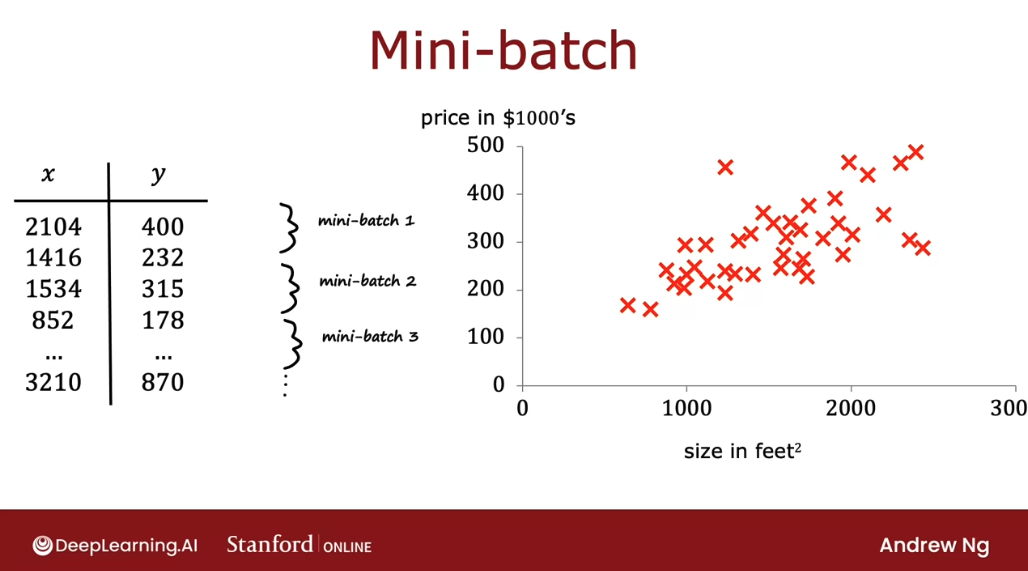 Mini-batch
x y
2104 400
1416 232
1534 315
852 178
... ...
3210 870
mini-batch 1
mini-batch 2
mini-batch 3
⋮
price in $1000's
500
400
300
200
100
0
0 1000 2000 300
size in feet²
DeepLearning.AI Stanford ONLINE Andrew Ng